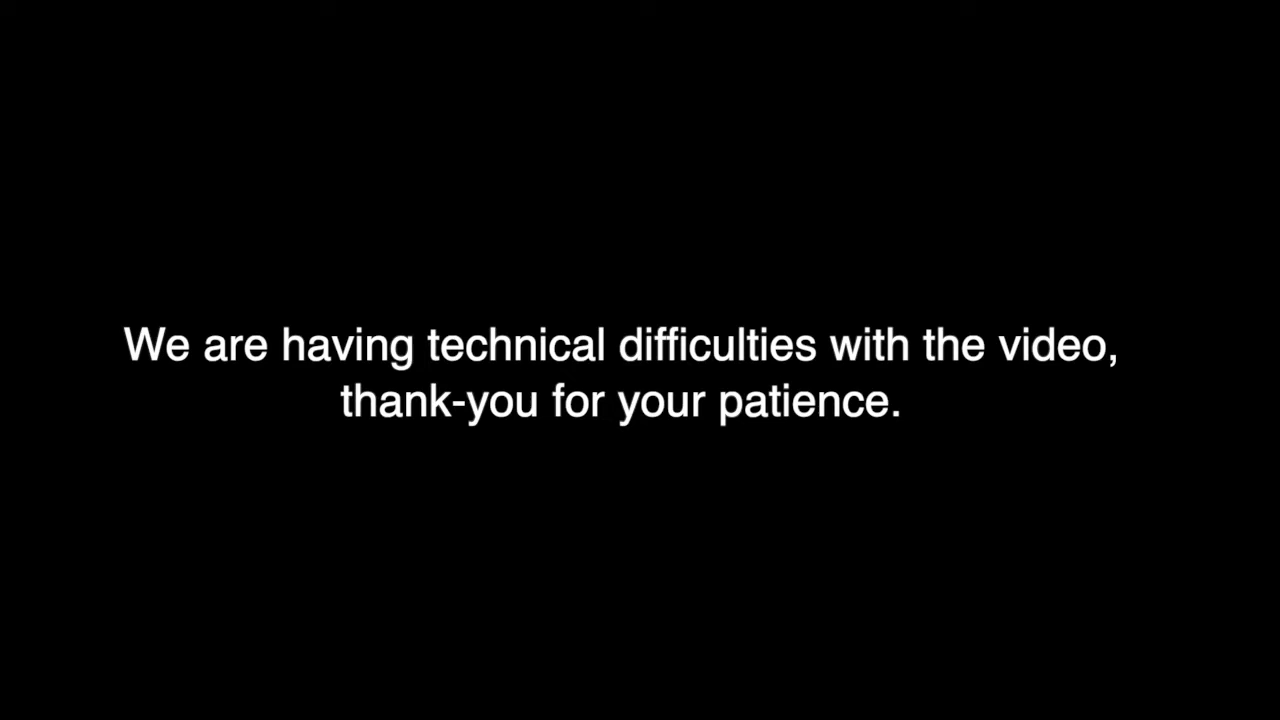 We are having technical difficulties with the video,
thank-you for your patience.